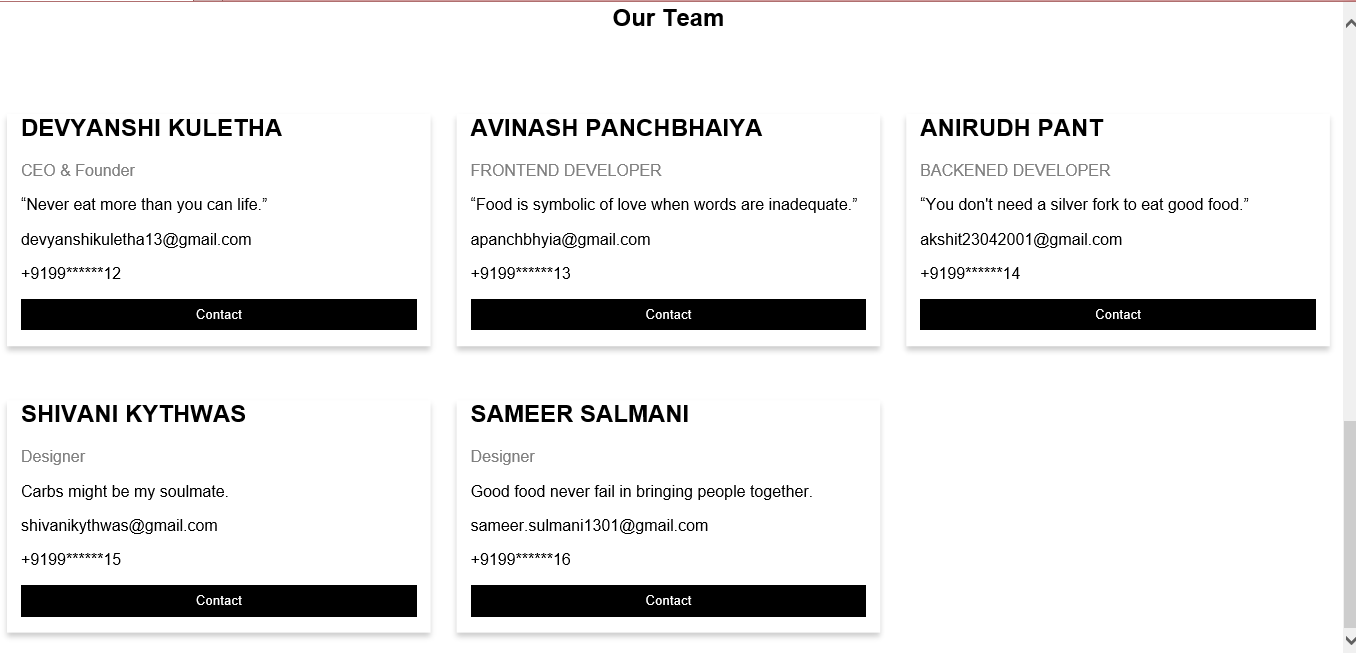 Our Team
DEVYANSHI KULETHA
CEO & Founder
“Never eat more than you can life.”
devyanshikuletha13@gmail.com
+9199******12
Contact
AVINASH PANCHBHAIYA
FRONTEND DEVELOPER
“Food is symbolic of love when words are inadequate.”
apanchbhyia@gmail.com
+9199******13
Contact
ANIRUDH PANT
BACKENED DEVELOPER
“You don't need a silver fork to eat good food.”
akshit23042001@gmail.com
+9199******14
Contact
SHIVANI KYTHWAS
Designer
Carbs might be my soulmate.
shivanikythwas@gmail.com
+9199******15
Contact
SAMEER SALMANI
Designer
Good food never fail in bringing people together.
sameer.sulmani1301@gmail.com
+9199******16
Contact